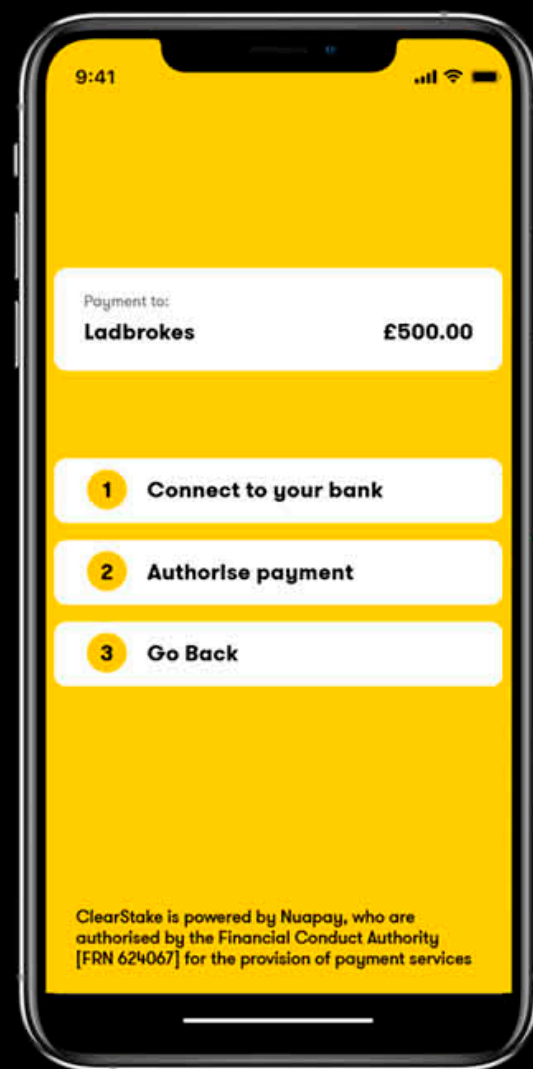 9:41
Payment to:
Ladbrokes £500.00
1 Connect to your bank
2 Authorise payment
3 Go Back
ClearStake is powered by Nuapay, who are
authorised by the Financial Conduct Authority
[FRN 624067] for the provision of payment services